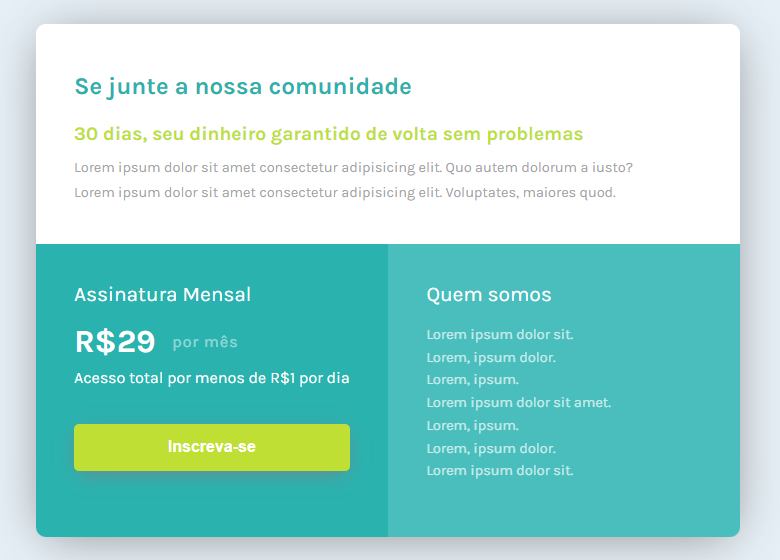 Se junte a nossa comunidade
30 dias, seu dinheiro garantido de volta sem problemas
Lorem ipsum dolor sit amet consectetur adipisicing elit. Quo autem dolorum a iusto?
Lorem ipsum dolor sit amet consectetur adipisicing elit. Voluptates, maiores quod.
Assinatura Mensal
R$29 por mês
Acesso total por menos de R$1 por dia
Inscreva-se
Quem somos
Lorem ipsum dolor sit.
Lorem, ipsum dolor.
Lorem, ipsum.
Lorem ipsum dolor sit amet.
Lorem, ipsum.
Lorem, ipsum dolor.
Lorem ipsum dolor sit.